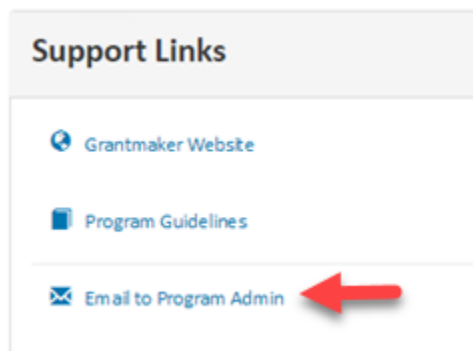 Support Links
Grantmaker Website
Program Guidelines
Email to Program Admin